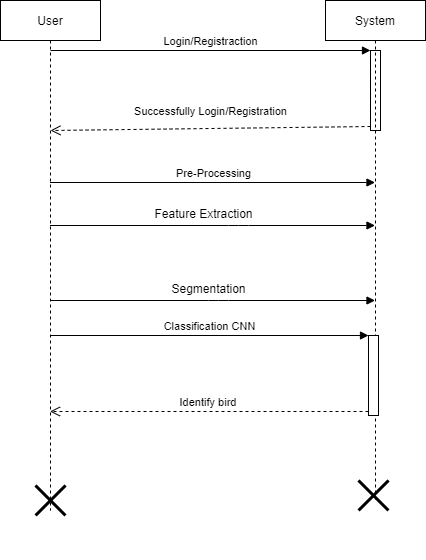 User
System
Login/Registraction
Successfully Login/Registration
Pre-Processing
Feature Extraction
Segmentation
Classification CNN
Identify bird